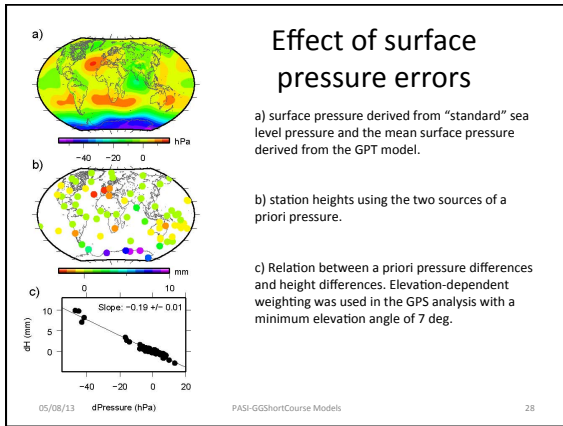 Effect of surface
pressure errors
a)
−40 −20 0 hPa
b)
0 10 mm
c)
Slope: −0.19 +/− 0.01
10
5
0
dH (mm)
−40 −20 0 20
dPressure (hPa)
a) surface pressure derived from “standard” sea
level pressure and the mean surface pressure
derived from the GPT model.
b) station heights using the two sources of a
priori pressure.
c) Relation between a priori pressure differences
and height differences. Elevation-dependent
weighting was used in the GPS analysis with a
minimum elevation angle of 7 deg.
05/08/13
PASI-GGShortCourse Models
28